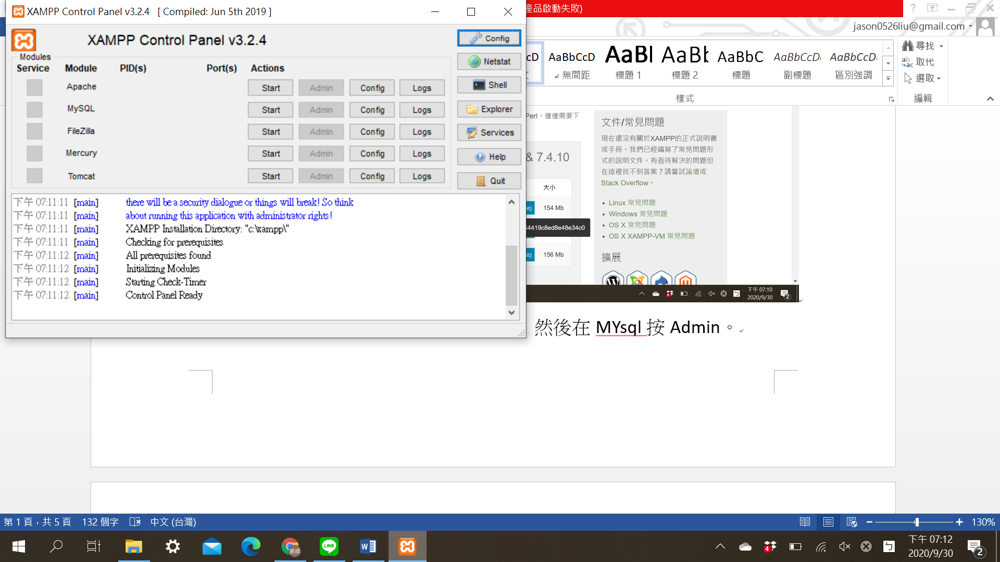 XAMPP Control Panel v3.2.4   [ Compiled: Jun 5th 2019 ]
XAMPP Control Panel v3.2.4
Modules
Service Module PID(s) Port(s) Actions
Apache Start Admin Config Logs
MySQL Start Admin Config Logs
FileZilla Start Admin Config Logs
Mercury Start Admin Config Logs
Tomcat Start Admin Config Logs
Config
Netstat
Shell
Explorer
Services
Help
Quit
下午 07:11:11 [main] there will be a security dialogue or things will break! So think
下午 07:11:11 [main] about running this application with administrator rights!
下午 07:11:11 [main] XAMPP Installation Directory: "c:\xampp\"
下午 07:11:11 [main] Checking for prerequisites
下午 07:11:12 [main] All prerequisites found
下午 07:11:12 [main] Initializing Modules
下午 07:11:12 [main] Starting Check-Timer
下午 07:11:12 [main] Control Panel Ready
產品啟動失敗)
jason0526liu@gmail.com
AaBbCcD AaBl AaBb AaBbC AaBbCcD AaBbCcD
無間距 標題 1 標題 2 標題 副標題 區別強調
樣式
尋找
取代
選取
編輯
Perl。僅僅需要下
& 7.4.10
大小
154 Mb
4419c8ed8e48e34c0
156 Mb
文件/常見問題
現在還沒有關於XAMPP的正式說明書
或手冊。我們已經編寫了常見問題形
式的說明文件。有亟待解決的問題但
在這裡找不到答案？請嘗試論壇或
Stack Overflow。
• Linux 常見問題
• Windows 常見問題
• OS X 常見問題
• OS X XAMPP-VM 常見問題
擴展
下午 07:10
2020/9/30
2
然後在 MYsql 按 Admin。
第 1 頁，共 5 頁 132 個字 中文 (台灣)
130%
LINE
4
下午 07:12
2020/9/30
2